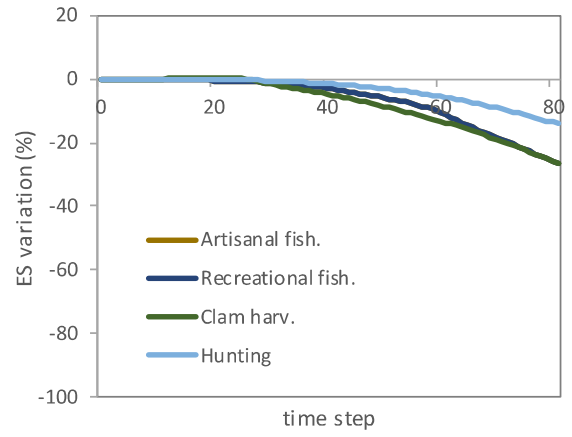 20
0
-20
-40
-60
-80
-100
0 20 40 60 80
ES variation (%)
Artisanal fish.
Recreational fish.
Clam harv.
Hunting
time step